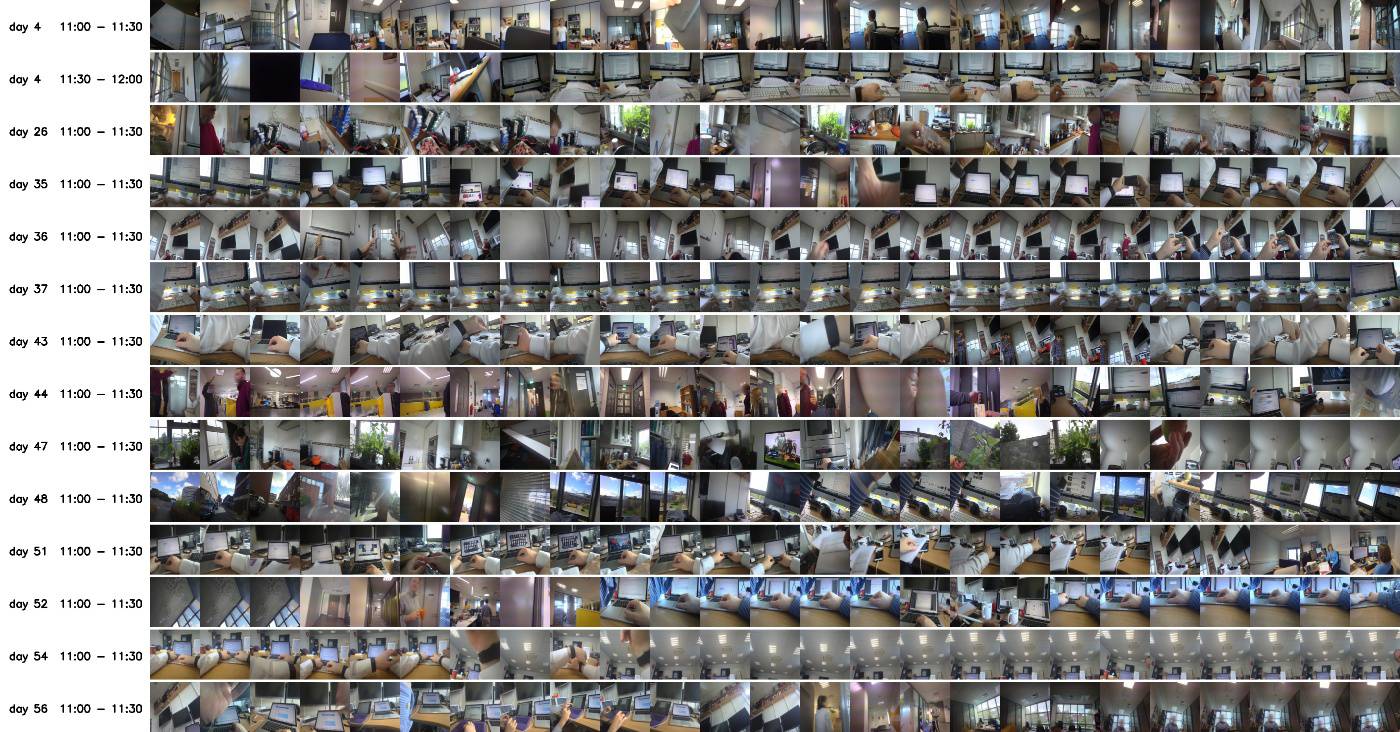 day 4 11:00 – 11:30
day 4 11:30 – 12:00
day 26 11:00 – 11:30
day 35 11:00 – 11:30
day 36 11:00 – 11:30
day 37 11:00 – 11:30
day 43 11:00 – 11:30
day 44 11:00 – 11:30
day 47 11:00 – 11:30
day 48 11:00 – 11:30
day 51 11:00 – 11:30
day 52 11:00 – 11:30
day 54 11:00 – 11:30
day 56 11:00 – 11:30